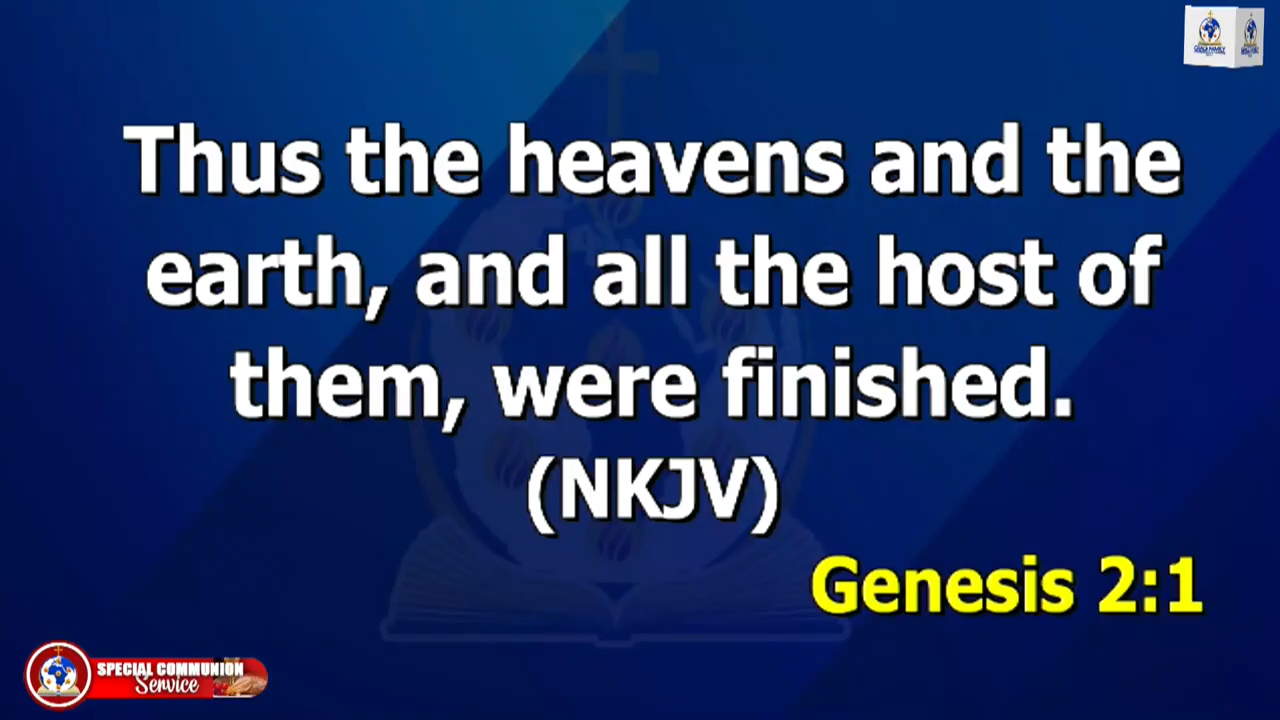 Thus the heavens and the
earth, and all the host of
them, were finished.
(NKJV)
Genesis 2:1
SPECIAL COMMUNION
Service